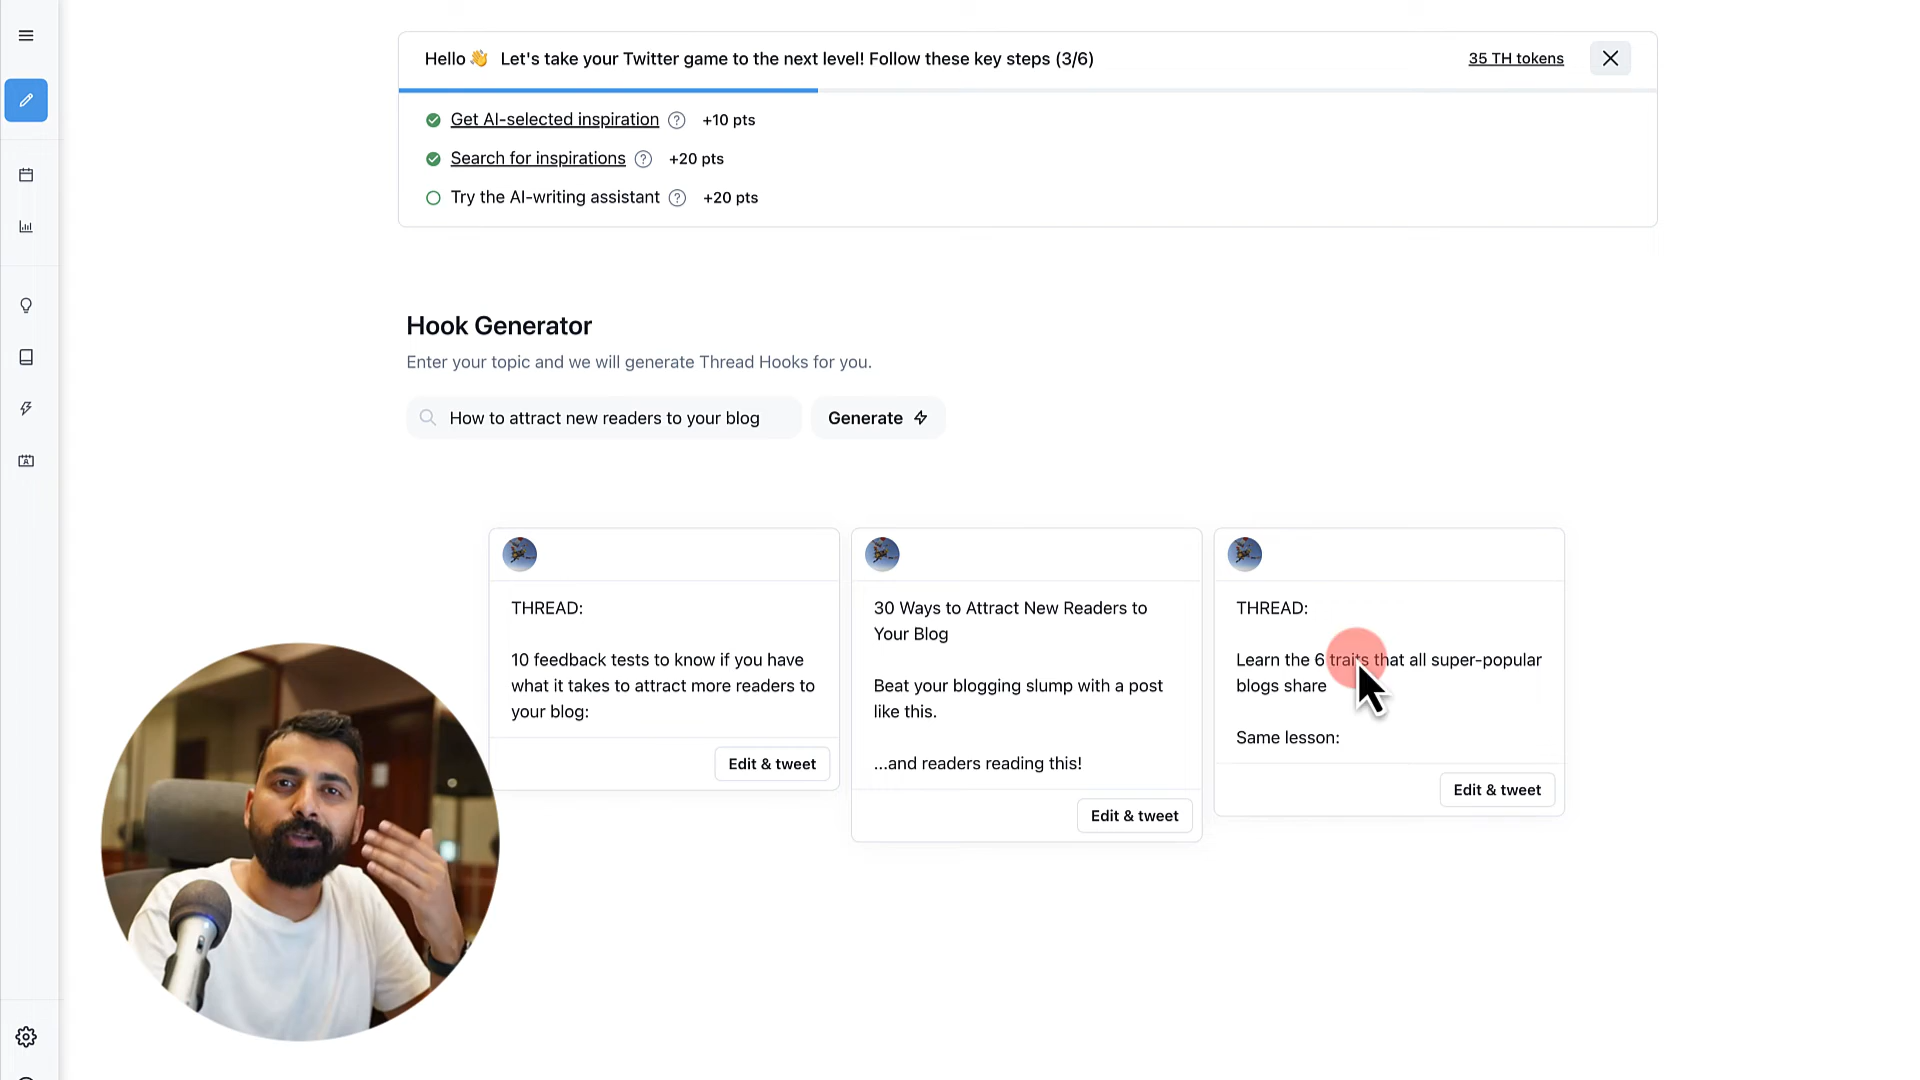 Hello 👋 Let's take your Twitter game to the next level! Follow these key steps (3/6)
35 TH tokens
Get AI-selected inspiration ? +10 pts
Search for inspirations ? +20 pts
Try the AI-writing assistant ? +20 pts
Hook Generator
Enter your topic and we will generate Thread Hooks for you.
How to attract new readers to your blog
Generate
THREAD:
10 feedback tests to know if you have
what it takes to attract more readers to
your blog:
Edit & tweet
30 Ways to Attract New Readers to
Your Blog
Beat your blogging slump with a post
like this.
...and readers reading this!
Edit & tweet
THREAD:
Learn the 6 traits that all super-popular
blogs share
Same lesson:
Edit & tweet